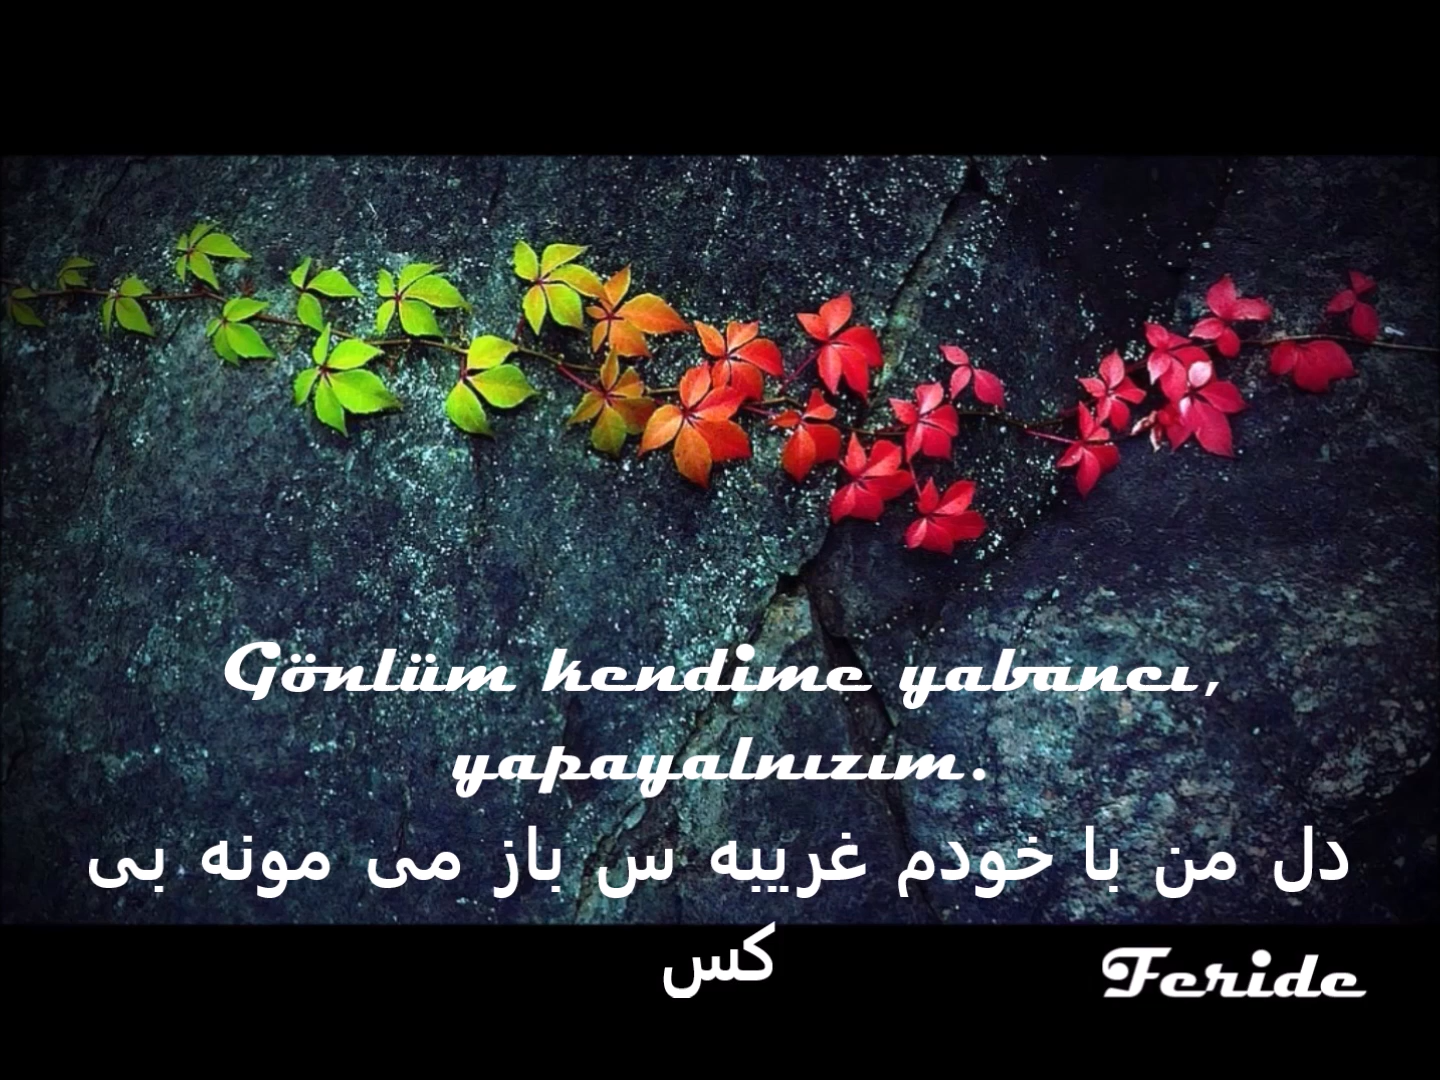 Gönlüm kendime yabancı,
yapayalnızım.
دل من با خودم غریبه س باز می مونه بی
کس
Feride